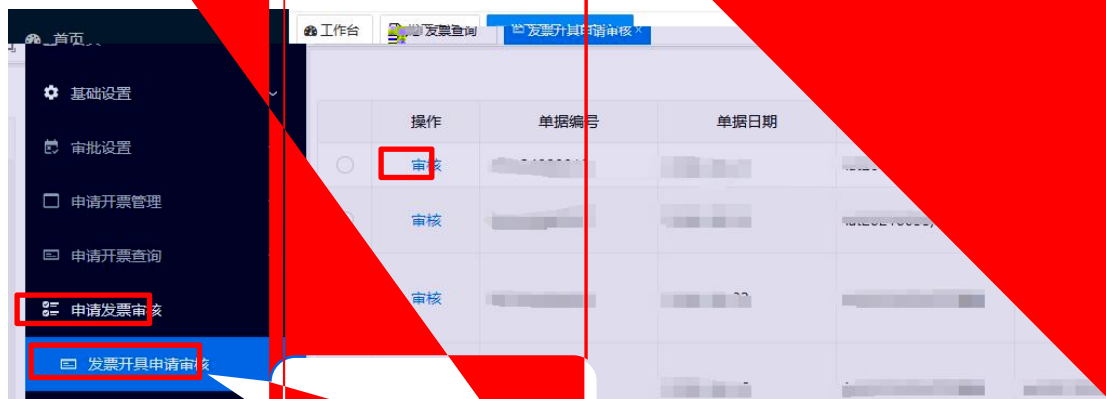 首页
工作台
发票查询
发票开具申请审核 ×
基础设置
操作 单据编号 单据日期
审批设置
审核
申请开票管理
审核
申请开票查询
申请发票审核
审核
发票开具申请审核